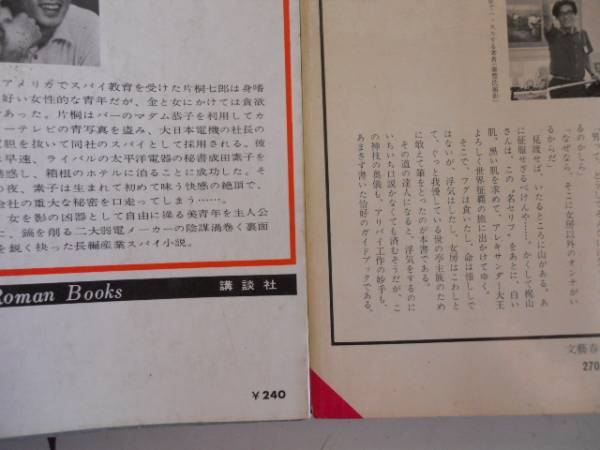 アメリカでスパイ教育を受けた片桐七郎は身嗜
好い女性的な青年だが、金と女にかけては貪欲
あった。片桐はバーのマダム恭子を利用してカ
ーテレビの青写真を盗み、大日本電機の社長の
胆を抜いて同社のスパイとして採用される。彼
早速、ライバルの太平洋電器の秘書成田素子を
惑し、箱根のホテルに泊ることに成功した。そ
夜、素子は生まれて初めて味う快感の絶頂で、
会社の重大な秘密を口走ってしまう……。
女を影の凶器として自由に操る美青年を主人公
に、鎬を削る二大弱電メーカーの陰謀渦巻く裏面
を鋭く抉った長編産業スパイ小説。
Roman Books
講談社
￥240
るのかしら」
「なぜなら、そこに女房以外のオンナがい
るからだ」
見渡せば、いたるところに山がある。あ
に征服せざるべけんや……。かくして梶山
さんは、この〝名セリフ〟をあとに、白い
肌、黒い肌を求めて、アレキサンダー大王
よろしく世界征覇の旅に出かけてゆく。
そこで、フグは食いたし、命は惜ししで
はないが、浮気はしたし、女房はこわしと
て、じっと我慢している世の亭主族のため
に敢えて筆をとったのが本書である。
その道の達人になると、浮気をするのに
いちいち口説かなくても済むそうだが、こ
の神技の奥儀も、アリバイ工作の妙手も、
あますさず書いた恰好のガイドブックである。
文藝春
270